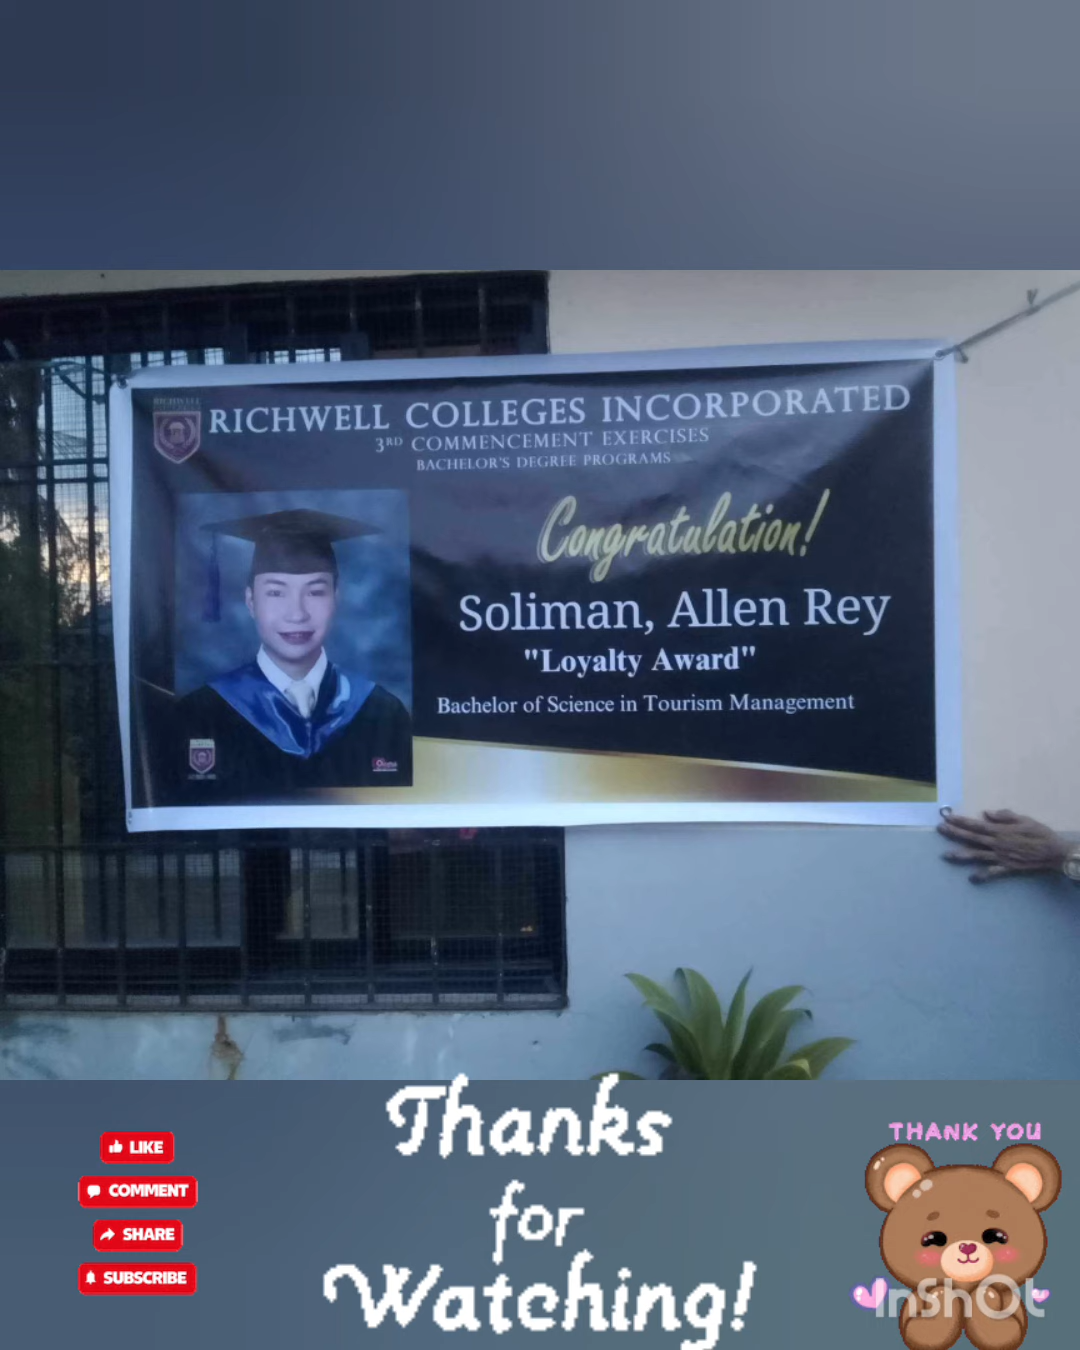 RICHWELL
RICHWELL COLLEGES INCORPORATED
3RD COMMENCEMENT EXERCISES
BACHELOR'S DEGREE PROGRAMS
Congratulation!
Soliman, Allen Rey
"Loyalty Award"
Bachelor of Science in Tourism Management
Thanks
for
Watching!
LIKE
COMMENT
SHARE
SUBSCRIBE
THANK YOU
InShOt